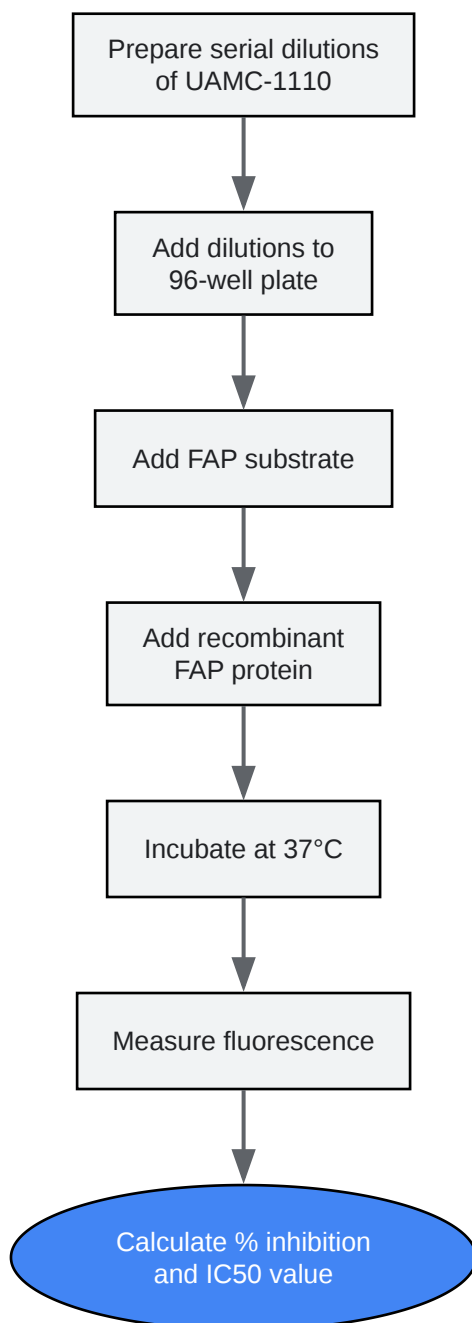 Prepare serial dilutions
of UAMC-1110
Add dilutions to
96-well plate
Add FAP substrate
Add recombinant
FAP protein
Incubate at 37°C
Measure fluorescence
Calculate % inhibition
and IC50 value